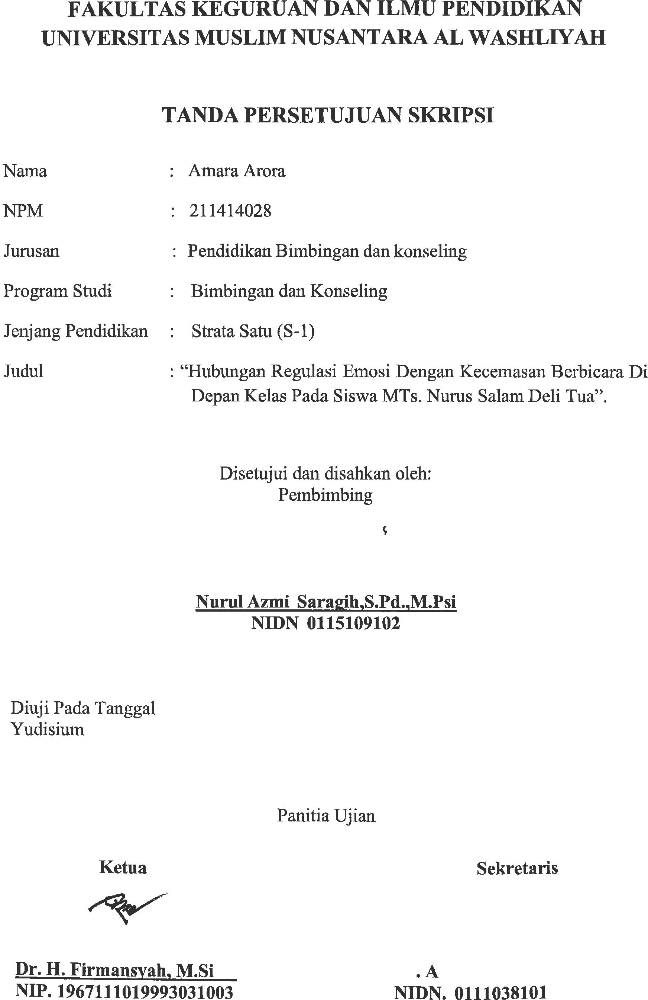 FAKULTAS KEGURUAN DAN ILMU PENDIDIKAN
UNIVERSITAS MUSLIM NUSANTARA AL WASHLIYAH
TANDA PERSETUJUAN SKRIPSI
Nama : Amara Arora
NPM : 211414028
Jurusan : Pendidikan Bimbingan dan konseling
Program Studi : Bimbingan dan Konseling
Jenjang Pendidikan : Strata Satu (S-1)
Judul : “Hubungan Regulasi Emosi Dengan Kecemasan Berbicara Di
Depan Kelas Pada Siswa MTs. Nurus Salam Deli Tua”.
Disetujui dan disahkan oleh:
Pembimbing
Nurul Azmi Saragih,S.Pd.,M.Psi
NIDN 0115109102
Diuji Pada Tanggal
Yudisium
Panitia Ujian
Ketua Sekretaris
Dr. H. Firmansyah, M.Si . A
NIP. 1967111019993031003 NIDN. 0111038101